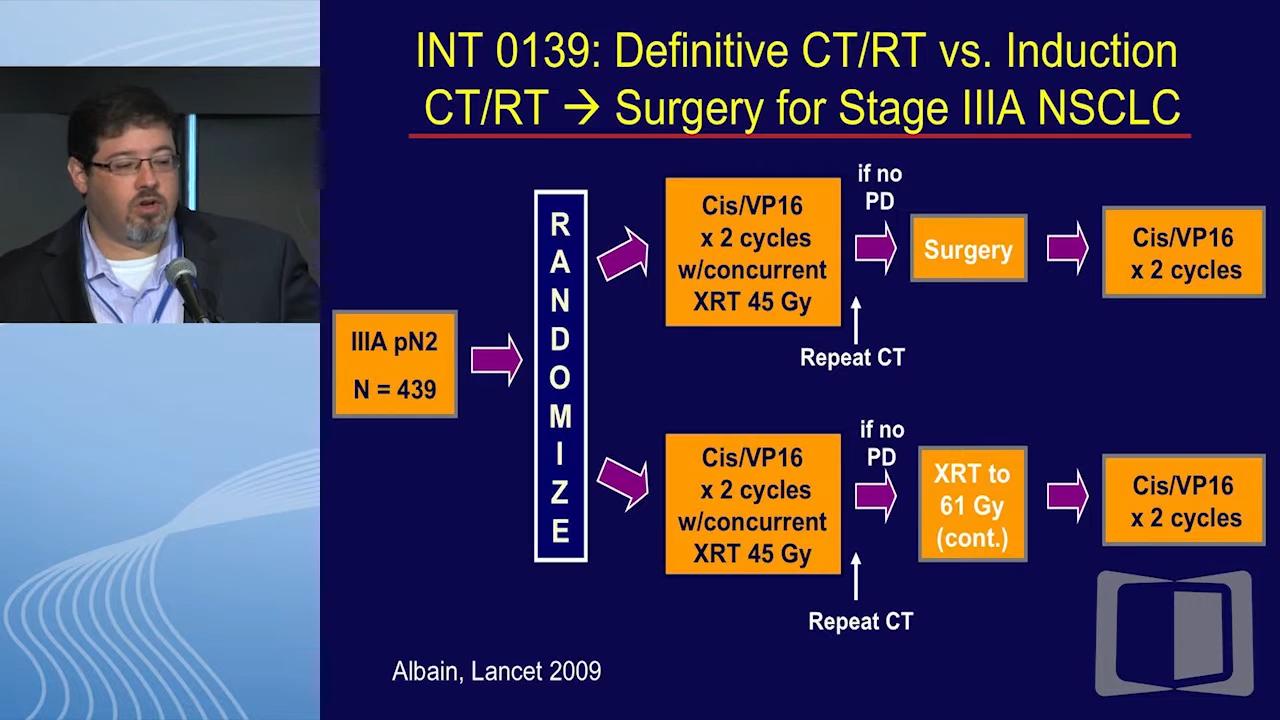 INT 0139: Definitive CT/RT vs. Induction
CT/RT → Surgery for Stage IIIA NSCLC
IIIA pN2
N = 439
RANDOMIZE
Cis/VP16
x 2 cycles
w/concurrent
XRT 45 Gy
Repeat CT
if no
PD
Surgery
Cis/VP16
x 2 cycles
Cis/VP16
x 2 cycles
w/concurrent
XRT 45 Gy
Repeat CT
if no
PD
XRT to
61 Gy
(cont.)
Cis/VP16
x 2 cycles
Albain, Lancet 2009